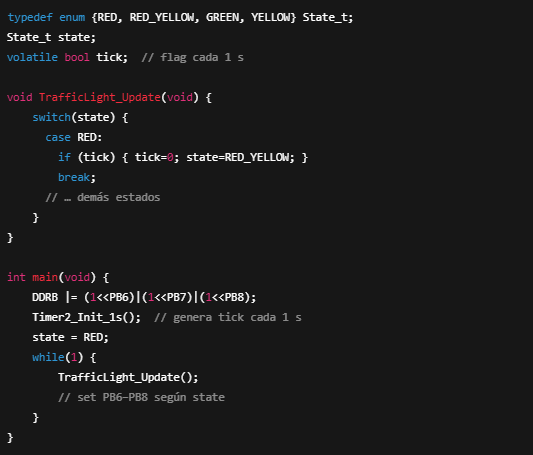 typedef enum {RED, RED_YELLOW, GREEN, YELLOW} State_t;
State_t state;
volatile bool tick;  // flag cada 1 s

void TrafficLight_Update(void) {
    switch(state) {
      case RED:
        if (tick) { tick=0; state=RED_YELLOW; }
        break;
      // … demás estados
    }
}

int main(void) {
    DDRB |= (1<<PB6)|(1<<PB7)|(1<<PB8);
    Timer2_Init_1s();  // genera tick cada 1 s
    state = RED;
    while(1) {
        TrafficLight_Update();
        // set PB6–PB8 según state
    }
}